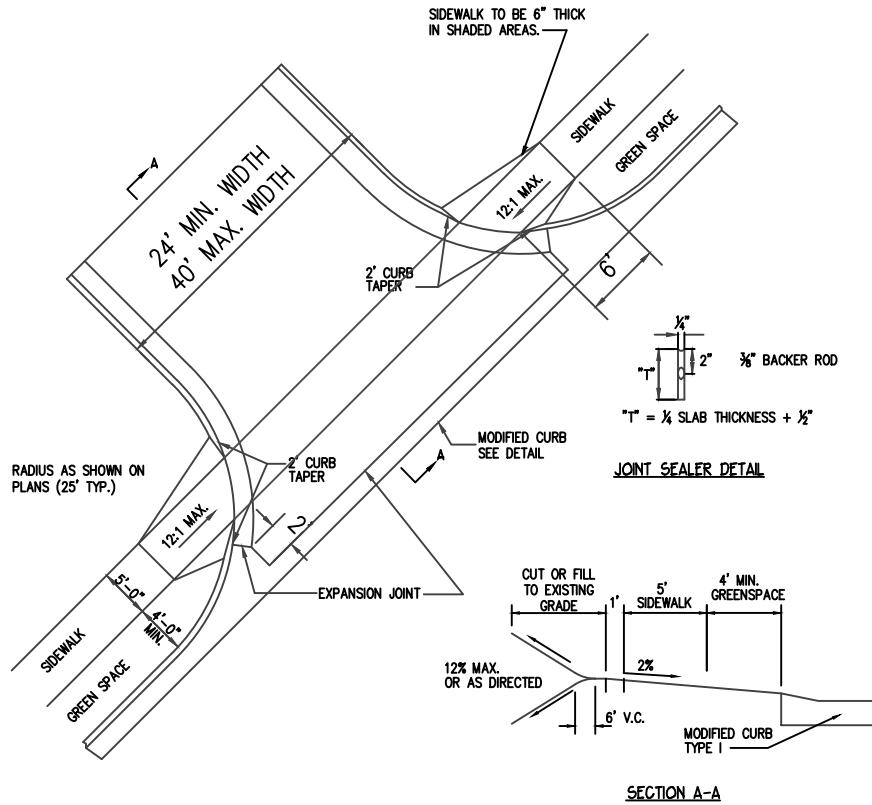 SIDEWALK TO BE 6" THICK
IN SHADED AREAS.
SIDEWALK
GREEN SPACE
A
24' MIN. WIDTH
40' MAX. WIDTH
12:1 MAX.
2' CURB
TAPER
6'
1/4"
"T"
2"
3/8" BACKER ROD
"T" = 1/4 SLAB THICKNESS + 1/2"
JOINT SEALER DETAIL
MODIFIED CURB
SEE DETAIL
A
2' CURB
TAPER
RADIUS AS SHOWN ON
PLANS (25' TYP.)
12:1 MAX.
2'
EXPANSION JOINT
5'-0"
4'-0"
MIN.
SIDEWALK
GREEN SPACE
CUT OR FILL
TO EXISTING
GRADE
1'
5'
SIDEWALK
4' MIN.
GREENSPACE
12% MAX.
OR AS DIRECTED
2%
6' V.C.
MODIFIED CURB
TYPE I
SECTION A-A